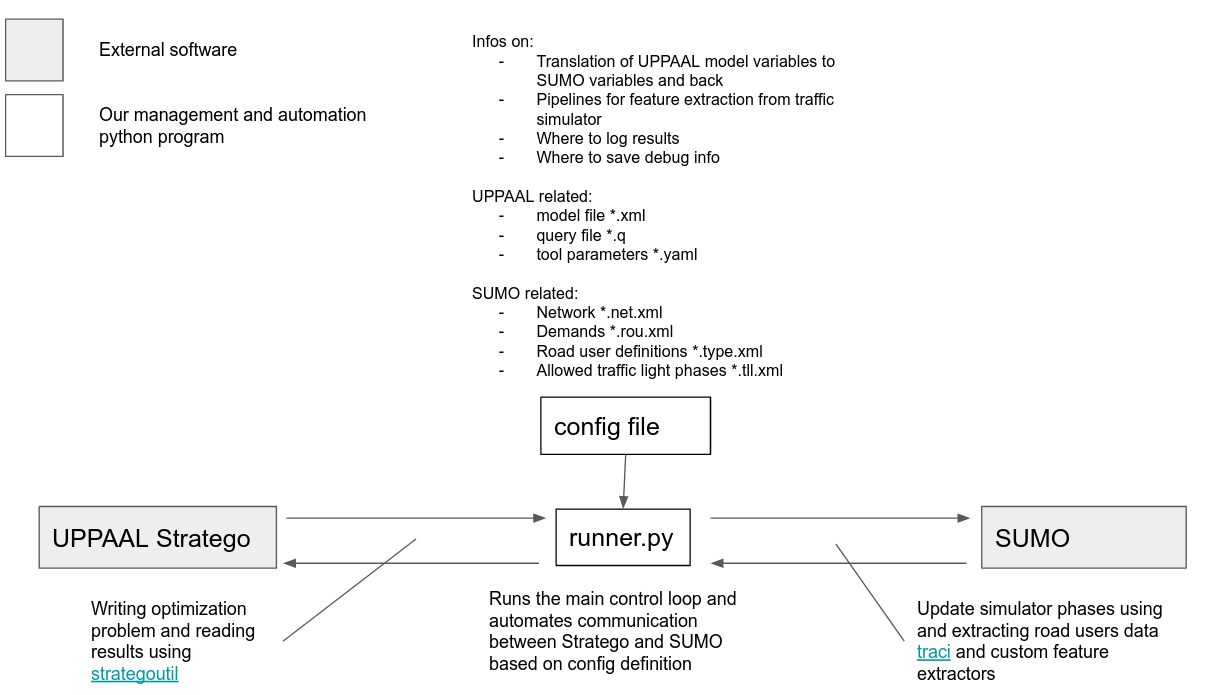 External software
Our management and automation
python program
Infos on:
- Translation of UPPAAL model variables to
SUMO variables and back
- Pipelines for feature extraction from traffic
simulator
- Where to log results
- Where to save debug info
UPPAAL related:
- model file *.xml
- query file *.q
- tool parameters *.yaml
SUMO related:
- Network *.net.xml
- Demands *.rou.xml
- Road user definitions *.type.xml
- Allowed traffic light phases *.tll.xml
config file
UPPAAL Stratego
runner.py
SUMO
Writing optimization
problem and reading
results using
strategoutil
Runs the main control loop and
automates communication
between Stratego and SUMO
based on config definition
Update simulator phases using
and extracting road users data
traci and custom feature
extractors